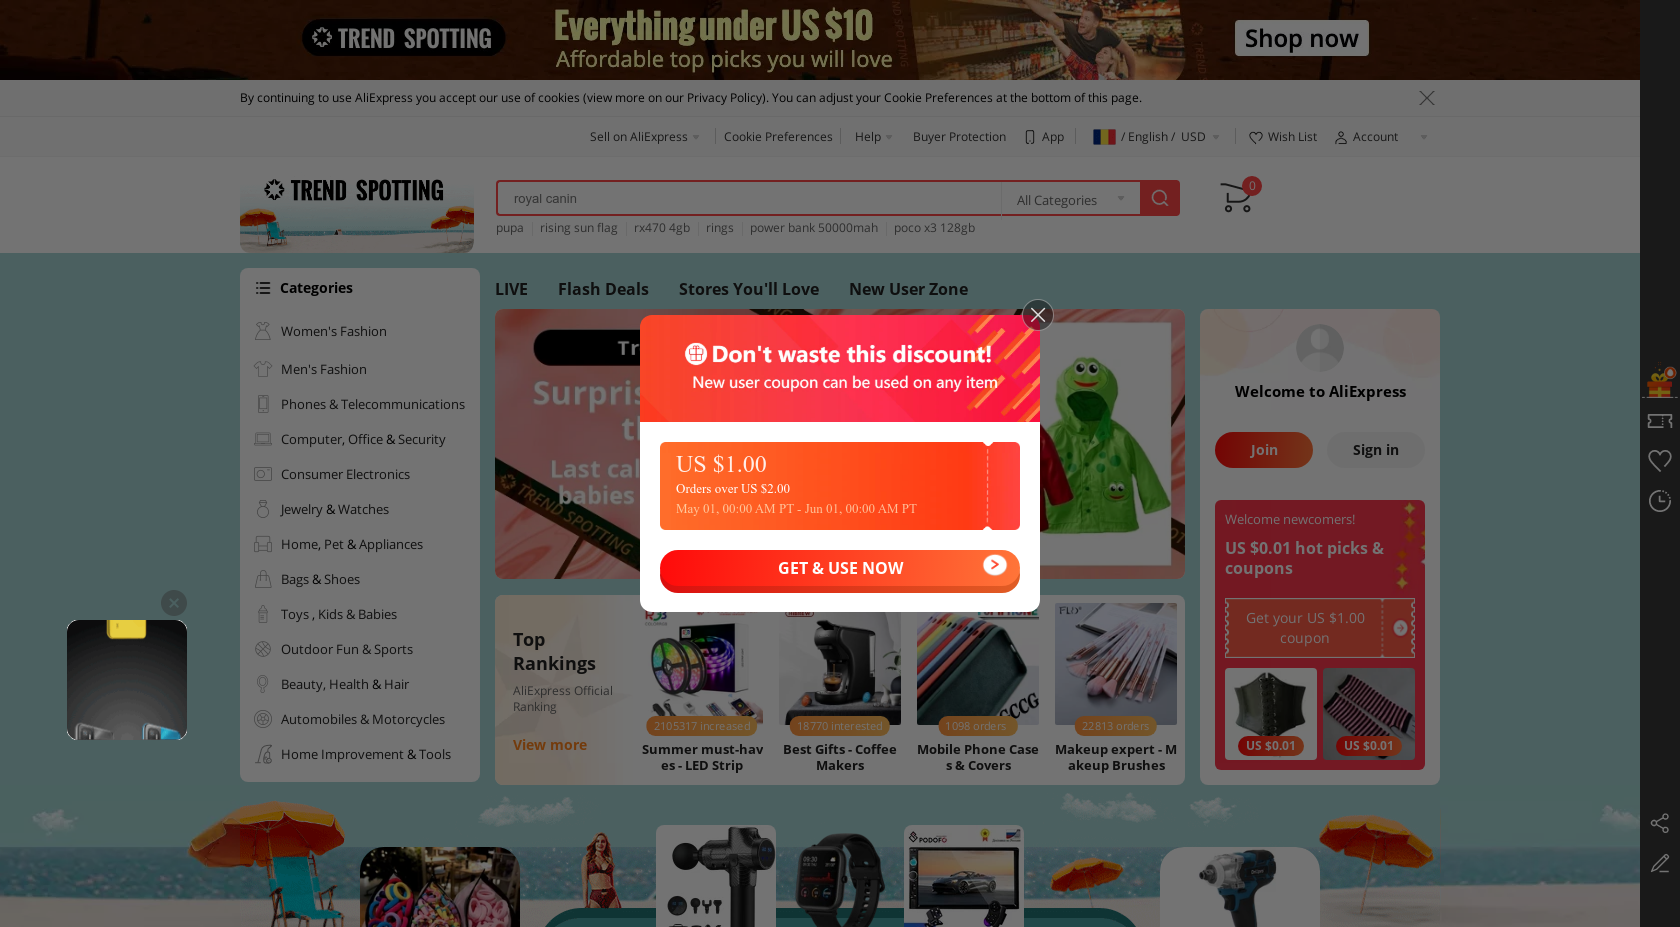 TREND SPOTTING
Everything under US $10
Affordable top picks you will love
Shop now
By continuing to use AliExpress you accept our use of cookies (view more on our Privacy Policy). You can adjust your Cookie Preferences at the bottom of this page.
Sell on AliExpress
Cookie Preferences
Help
Buyer Protection
App
/ English / USD
Wish List
Account
TREND SPOTTING
royal canin
All Categories
0
pupa
rising sun flag
rx470 4gb
rings
power bank 50000mah
poco x3 128gb
Categories
Women's Fashion
Men's Fashion
Phones & Telecommunications
Computer, Office & Security
Consumer Electronics
Jewelry & Watches
Home, Pet & Appliances
Bags & Shoes
Toys , Kids & Babies
Outdoor Fun & Sports
Beauty, Health & Hair
Automobiles & Motorcycles
Home Improvement & Tools
LIVE
Flash Deals
Stores You'll Love
New User Zone
Tr
Surpris
th
Last cal
babies
TREND SPOTTING
Don't waste this discount!
New user coupon can be used on any item
US $1.00
Orders over US $2.00
May 01, 00:00 AM PT - Jun 01, 00:00 AM PT
GET & USE NOW
Welcome to AliExpress
Join
Sign in
Welcome newcomers!
US $0.01 hot picks &
coupons
Get your US $1.00
coupon
US $0.01
US $0.01
Top
Rankings
AliExpress Official
Ranking
View more
2105317 increased
Summer must-hav
es - LED Strip
18770 interested
Best Gifts - Coffee
Makers
1098 orders
Mobile Phone Case
s & Covers
22813 orders
Makeup expert - M
akeup Brushes
PODOFO
09:30